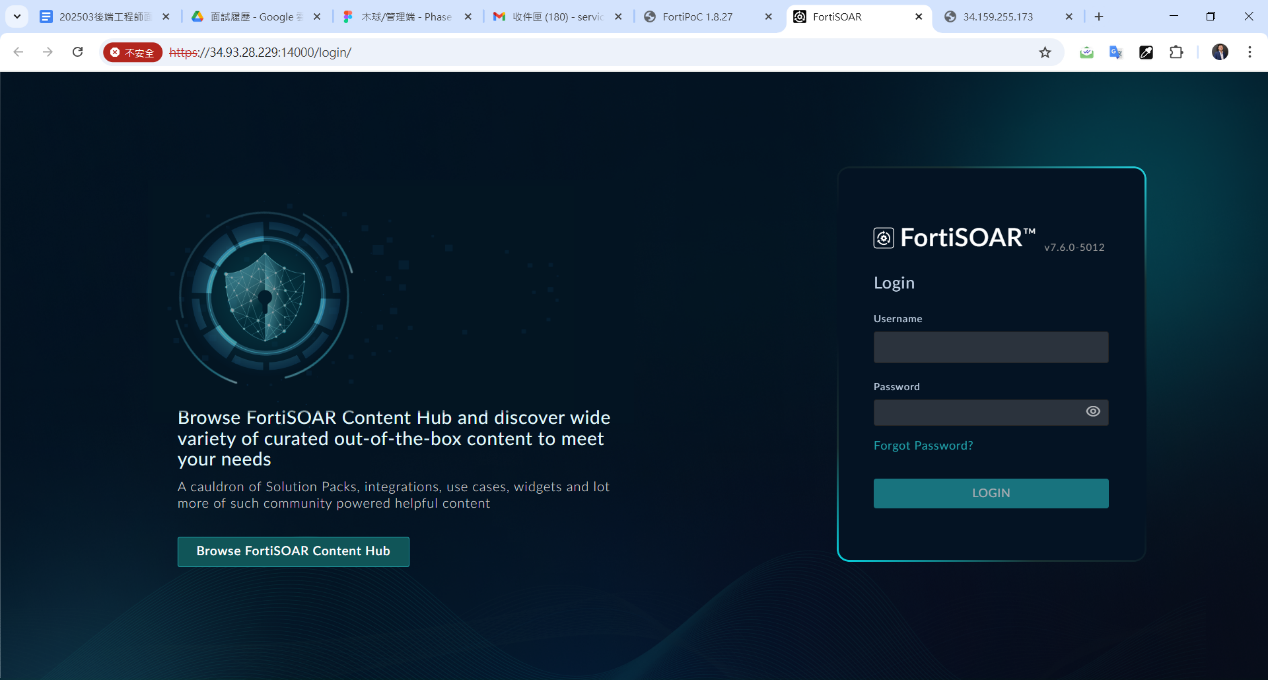 202503後端工程師面
面試履歷 - Google 雲
木球/管理端 - Phase
收件匣 (180) - servic
FortiPoC 1.8.27
FortiSOAR
34.159.255.173
不安全
https://34.93.28.229:14000/login/
FortiSOAR™ v7.6.0-5012
Login
Username
Password
Forgot Password?
LOGIN
Browse FortiSOAR Content Hub and discover wide
variety of curated out-of-the-box content to meet
your needs
A cauldron of Solution Packs, integrations, use cases, widgets and lot
more of such community powered helpful content
Browse FortiSOAR Content Hub